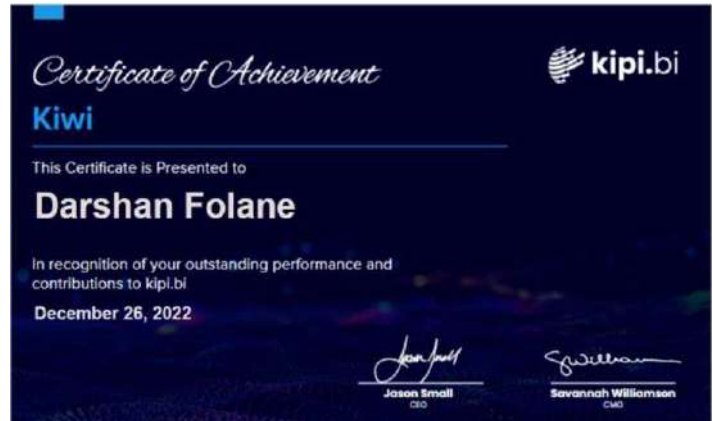 Certificate of Achievement
kipi.bi
Kiwi
This Certificate is Presented to
Darshan Folane
In recognition of your outstanding performance and
contributions to kipi.bi
December 26, 2022
Jason Small
CEO
Savannah Williamson
CMO